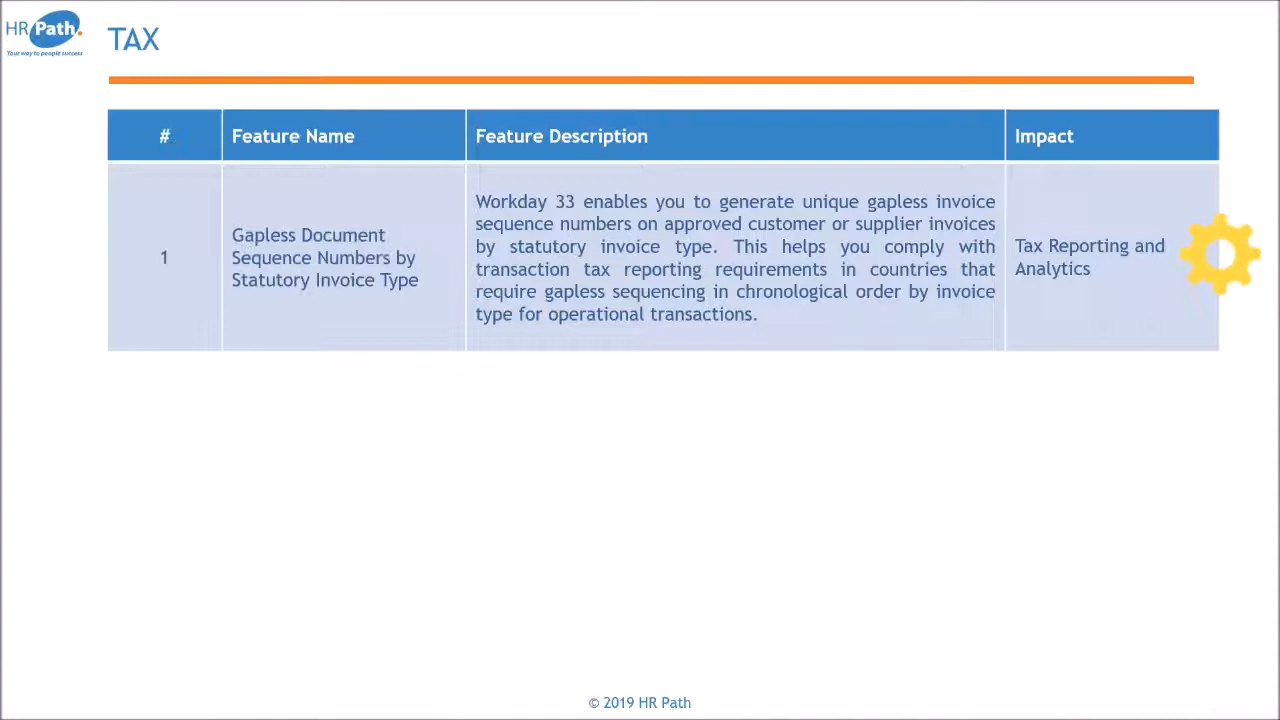 HR Path.
Your way to people success
TAX
# Feature Name Feature Description Impact
1
Gapless Document
Sequence Numbers by
Statutory Invoice Type
Workday 33 enables you to generate unique gapless invoice
sequence numbers on approved customer or supplier invoices
by statutory invoice type. This helps you comply with
transaction tax reporting requirements in countries that
require gapless sequencing in chronological order by invoice
type for operational transactions.
Tax Reporting and
Analytics
© 2019 HR Path